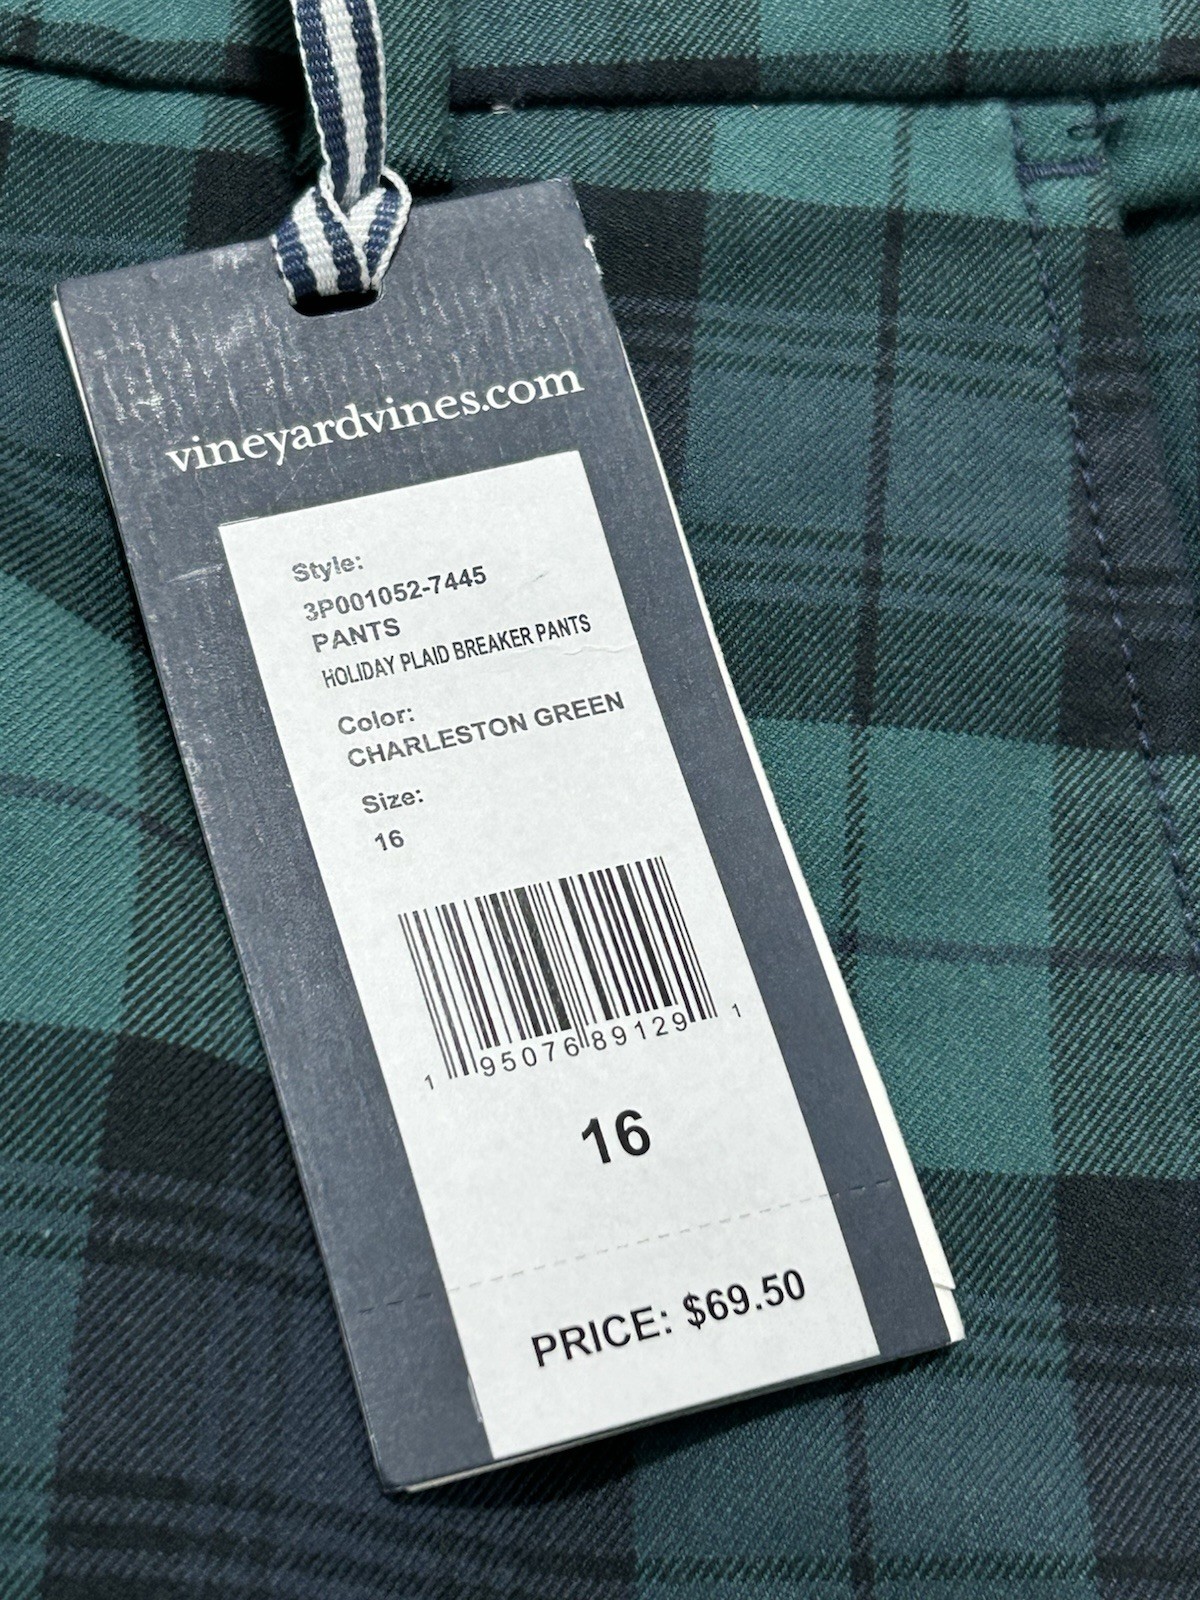 vineyardvines.com
Style:
3P001052-7445
PANTS
HOLIDAY PLAID BREAKER PANTS
Color:
CHARLESTON GREEN
Size:
16
1 95076 89129 1
16
PRICE: $69.50